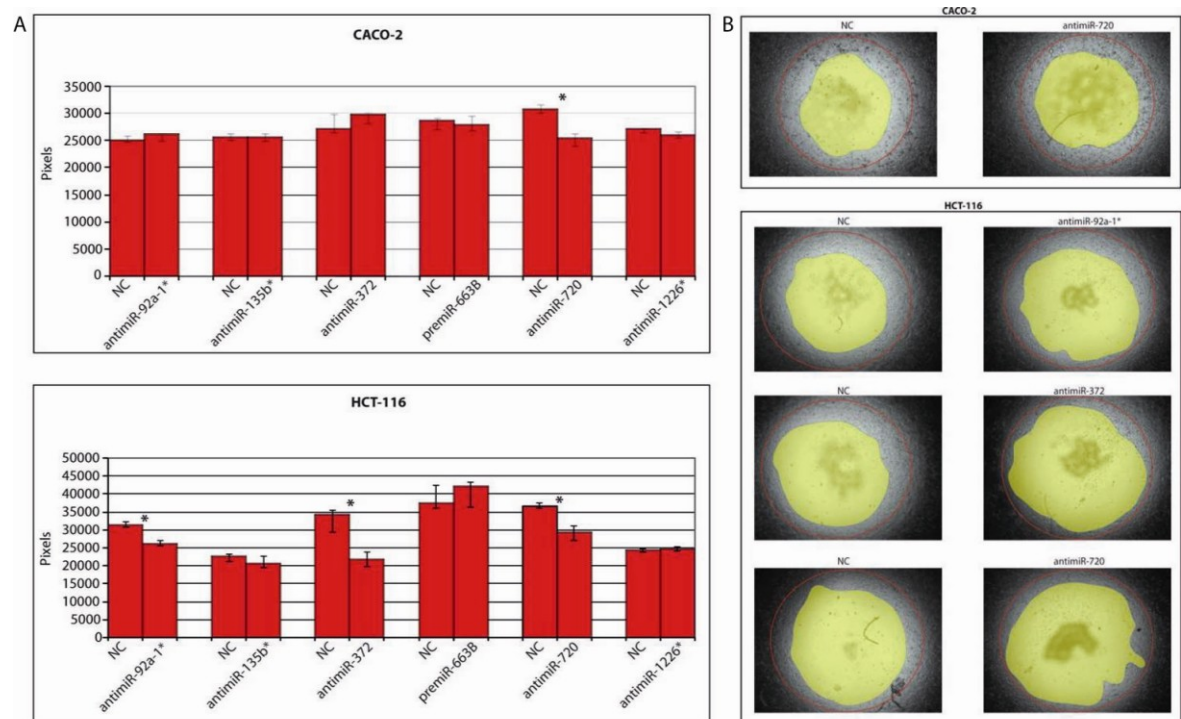 A
CACO-2
35000
30000
25000
20000
15000
10000
5000
0
Pixels
*
NC
antimiR-92a-1*
NC
antimiR-135b*
NC
antimiR-372
NC
premiR-663B
NC
antimiR-720
NC
antimiR-1226*
HCT-116
50000
45000
40000
35000
30000
25000
20000
15000
10000
5000
0
Pixels
*
*
*
NC
antimiR-92a-1*
NC
antimiR-135b*
NC
antimiR-372
NC
premiR-663B
NC
antimiR-720
NC
antimiR-1226*
B
CACO-2
NC antimiR-720
HCT-116
NC antimiR-92a-1*
NC antimiR-372
NC antimiR-720